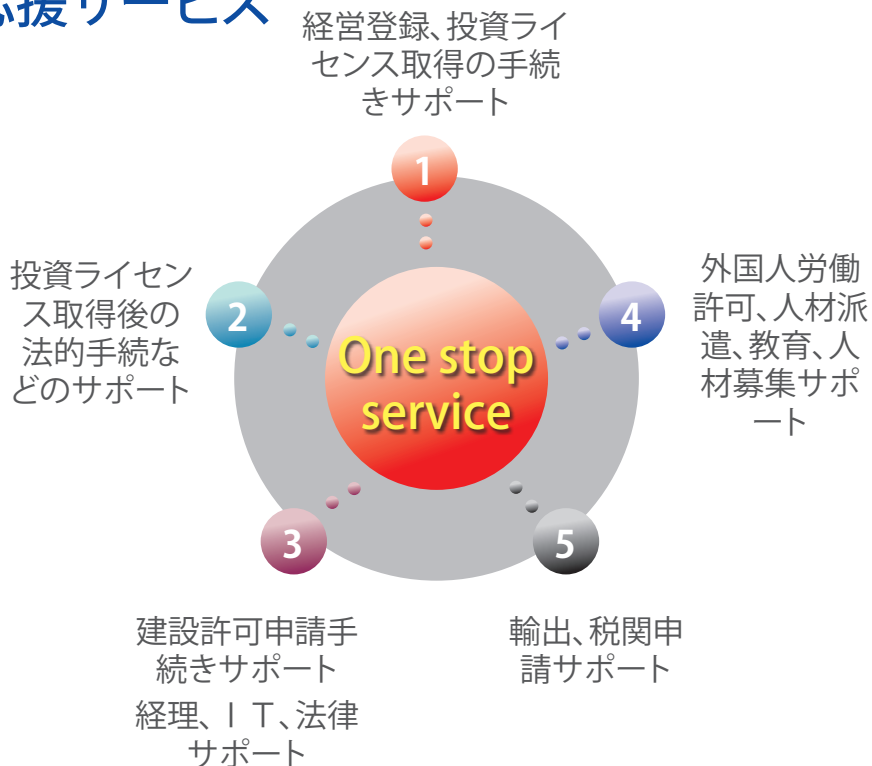 応援サービス
経営登録、投資ライ
センス取得の手続
きサポート
1
投資ライセン
ス取得後の
法的手続な
どのサポート
2
One stop
service
4
外国人労働
許可、人材派
遣、教育、人
材募集サポ
ート
3
5
建設許可申請手
続きサポート
経理、ＩＴ、法律
サポート
輸出、税関申
請サポート